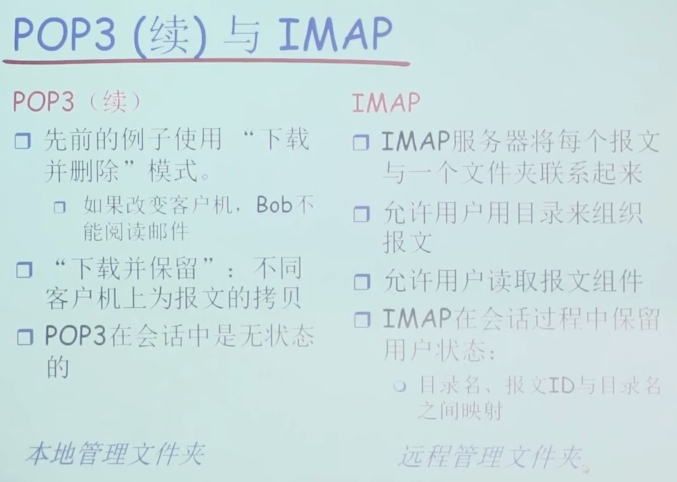 POP3 (续) 与 IMAP
POP3（续）
先前的例子使用 “下载
并删除”模式。
如果改变客户机，Bob不
能阅读邮件
“下载并保留”：不同
客户机上为报文的拷贝
POP3在会话中是无状态
的
本地管理文件夹
IMAP
IMAP服务器将每个报文
与一个文件夹联系起来
允许用户用目录来组织
报文
允许用户读取报文组件
IMAP在会话过程中保留
用户状态：
目录名、报文ID与目录名
之间映射
远程管理文件夹。